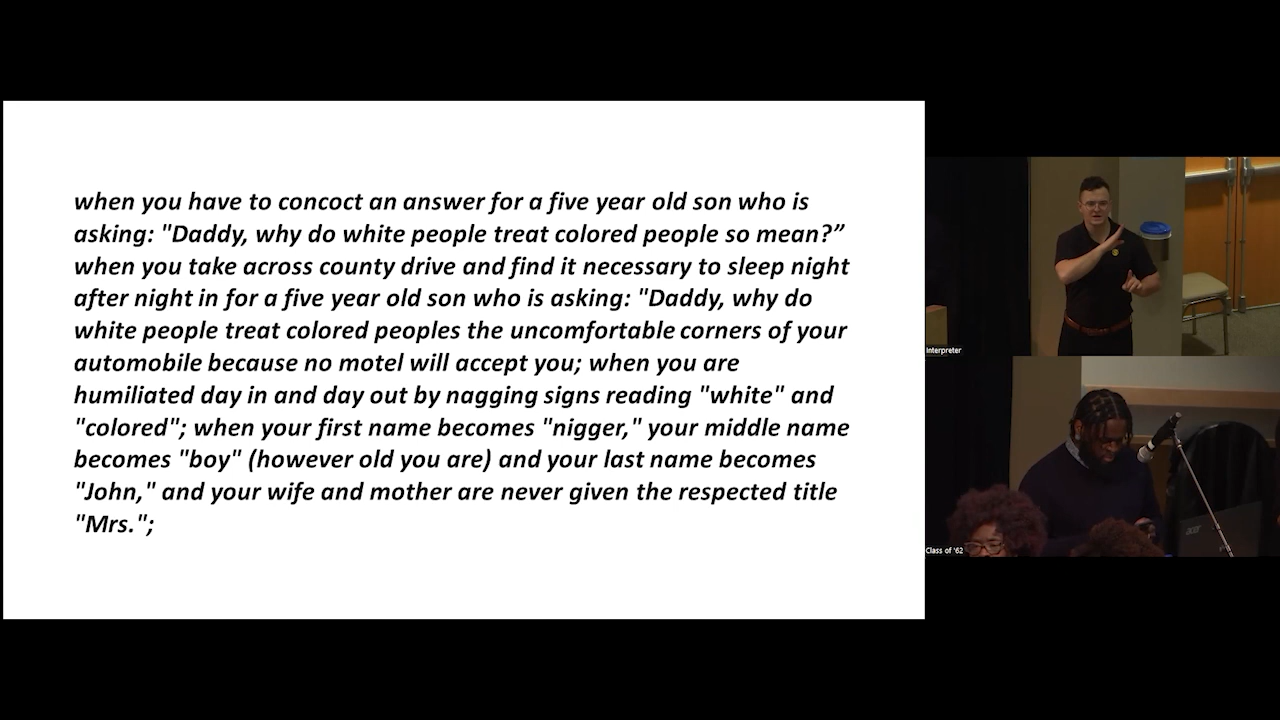 when you have to concoct an answer for a five year old son who is
asking: "Daddy, why do white people treat colored people so mean?”
when you take across county drive and find it necessary to sleep night
after night in for a five year old son who is asking: "Daddy, why do
white people treat colored peoples the uncomfortable corners of your
automobile because no motel will accept you; when you are
humiliated day in and day out by nagging signs reading "white" and
"colored"; when your first name becomes "nigger," your middle name
becomes "boy" (however old you are) and your last name becomes
"John," and your wife and mother are never given the respected title
"Mrs.";
Interpreter
Class of '62
acer